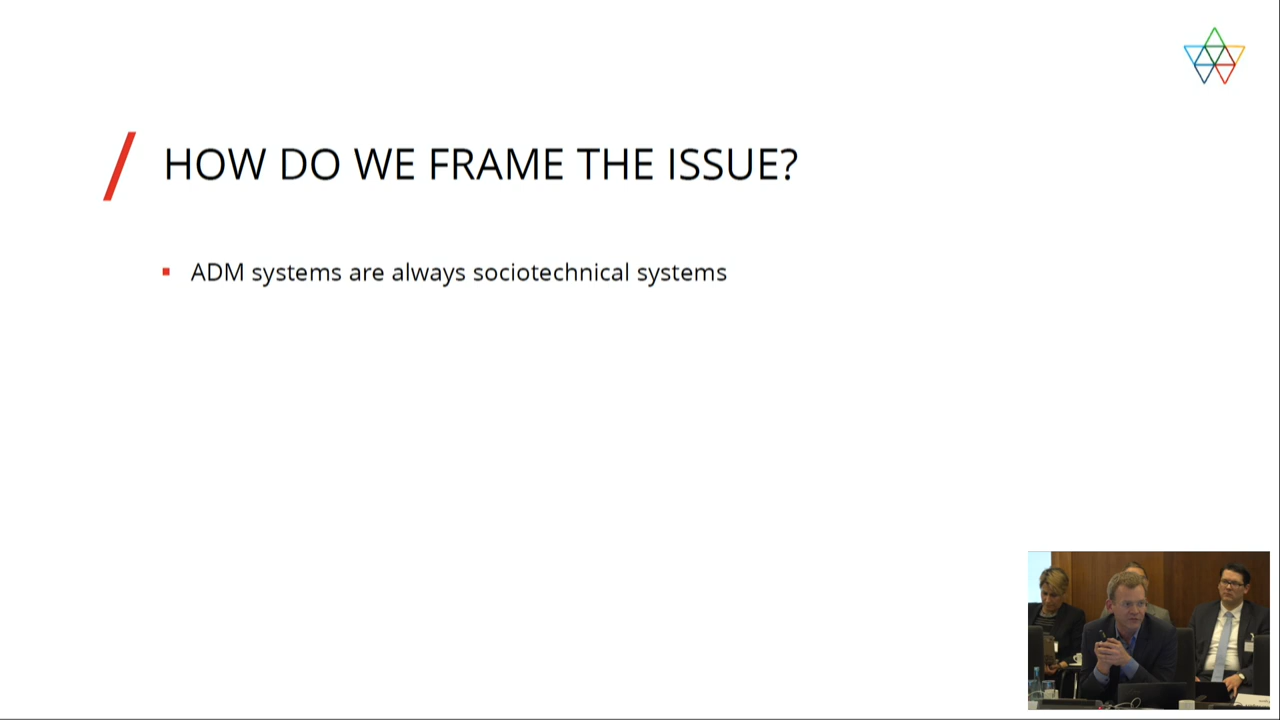 HOW DO WE FRAME THE ISSUE?
ADM systems are always sociotechnical systems